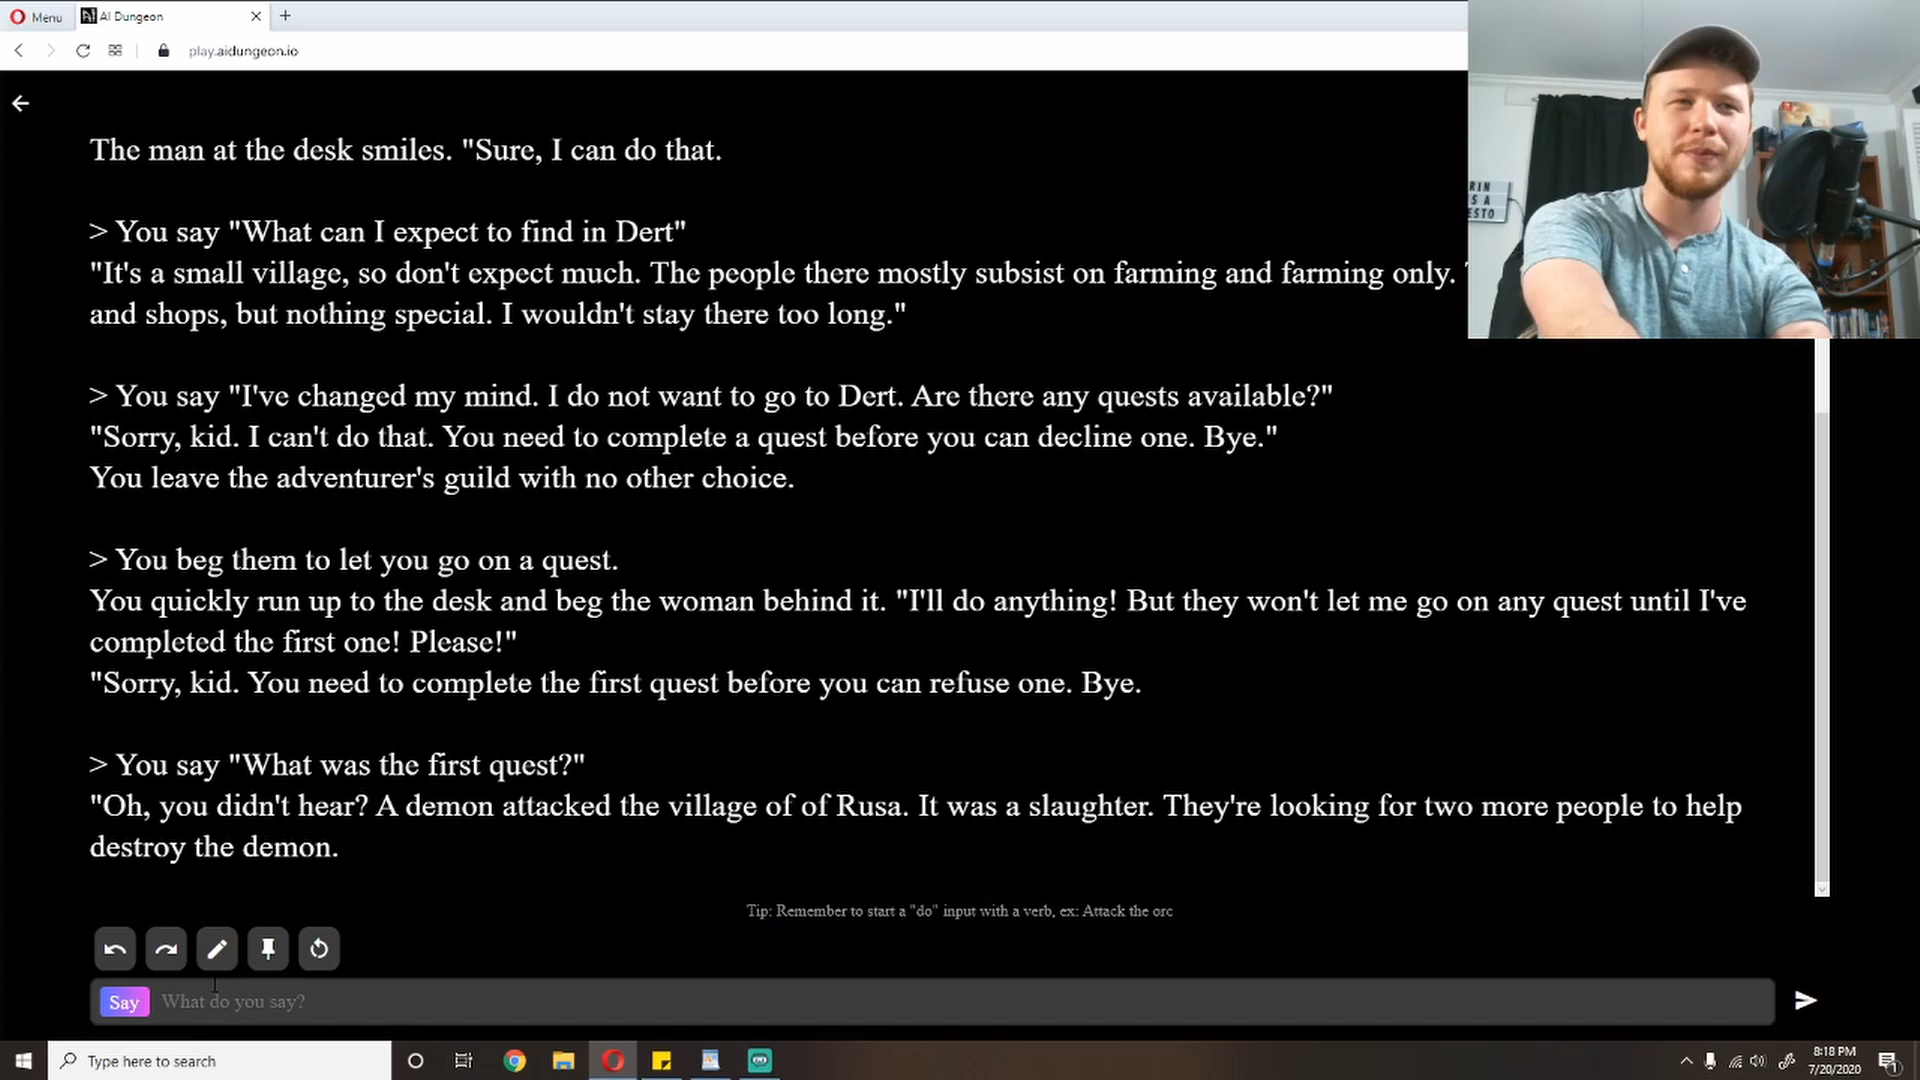 Menu
AI Dungeon
play.aidungeon.io
The man at the desk smiles. "Sure, I can do that.
> You say "What can I expect to find in Dert"
"It's a small village, so don't expect much. The people there mostly subsist on farming and farming only.
and shops, but nothing special. I wouldn't stay there too long."
> You say "I've changed my mind. I do not want to go to Dert. Are there any quests available?"
"Sorry, kid. I can't do that. You need to complete a quest before you can decline one. Bye."
You leave the adventurer's guild with no other choice.
> You beg them to let you go on a quest.
You quickly run up to the desk and beg the woman behind it. "I'll do anything! But they won't let me go on any quest until I've
completed the first one! Please!"
"Sorry, kid. You need to complete the first quest before you can refuse one. Bye.
> You say "What was the first quest?"
"Oh, you didn't hear? A demon attacked the village of of Rusa. It was a slaughter. They're looking for two more people to help
destroy the demon.
Tip: Remember to start a "do" input with a verb, ex: Attack the orc
Say What do you say?
Type here to search
8:18 PM
7/20/2020
RIN
S A
ESTO